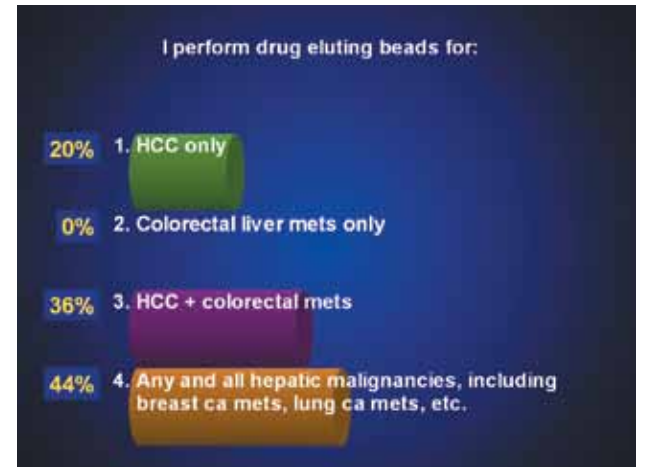 I perform drug eluting beads for:
20% 1. HCC only
0% 2. Colorectal liver mets only
36% 3. HCC + colorectal mets
44% 4. Any and all hepatic malignancies, including
breast ca mets, lung ca mets, etc.